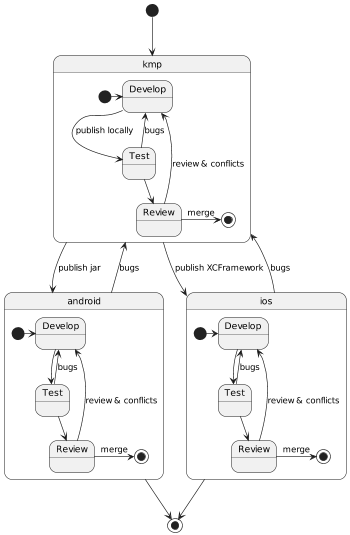 kmp
Develop
publish locally
bugs
Test
review & conflicts
Review
merge
publish jar
bugs
publish XCFramework
bugs
android
Develop
bugs
Test
review & conflicts
Review
merge
ios
Develop
bugs
Test
review & conflicts
Review
merge